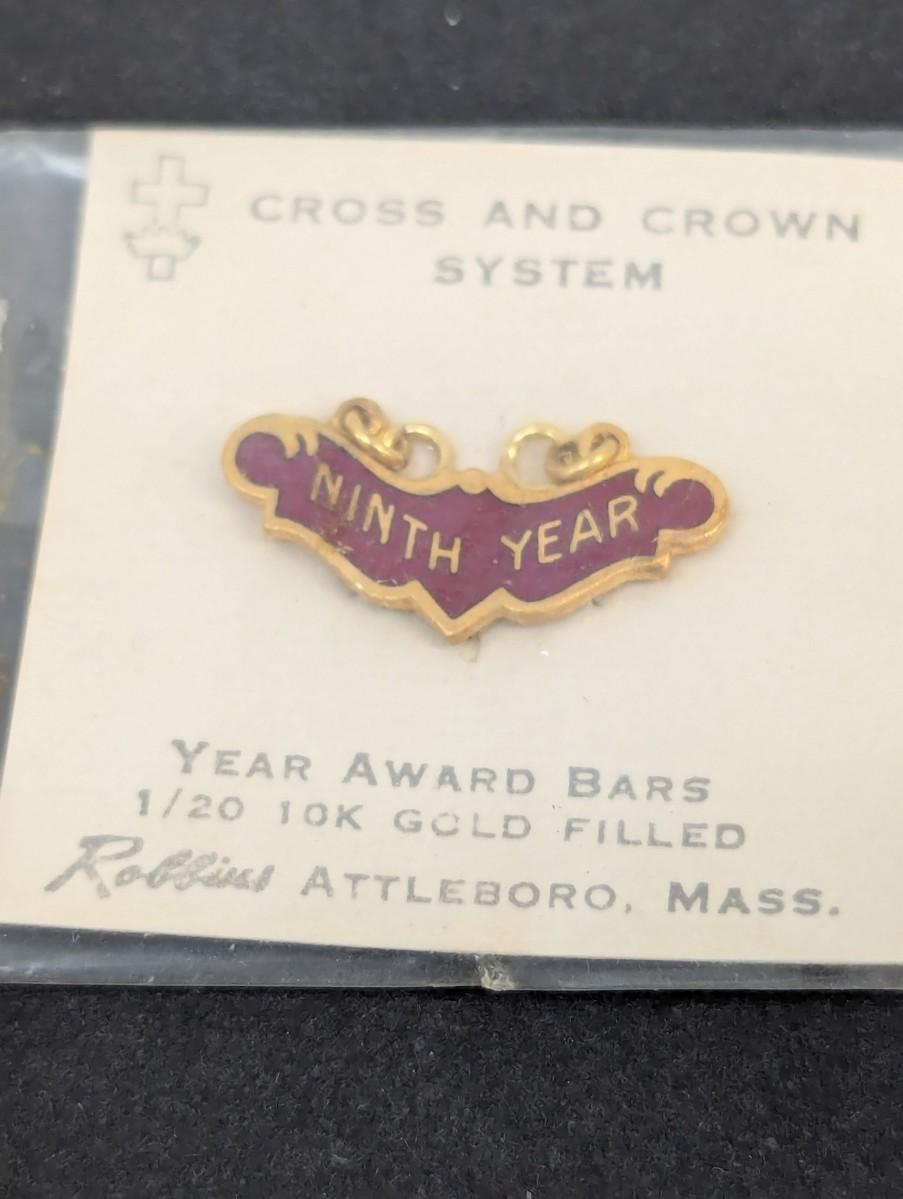 CROSS AND CROWN
SYSTEM
NINTH YEAR
YEAR AWARD BARS
1/20 10K GOLD FILLED
Robbins ATTLEBORO, MASS.